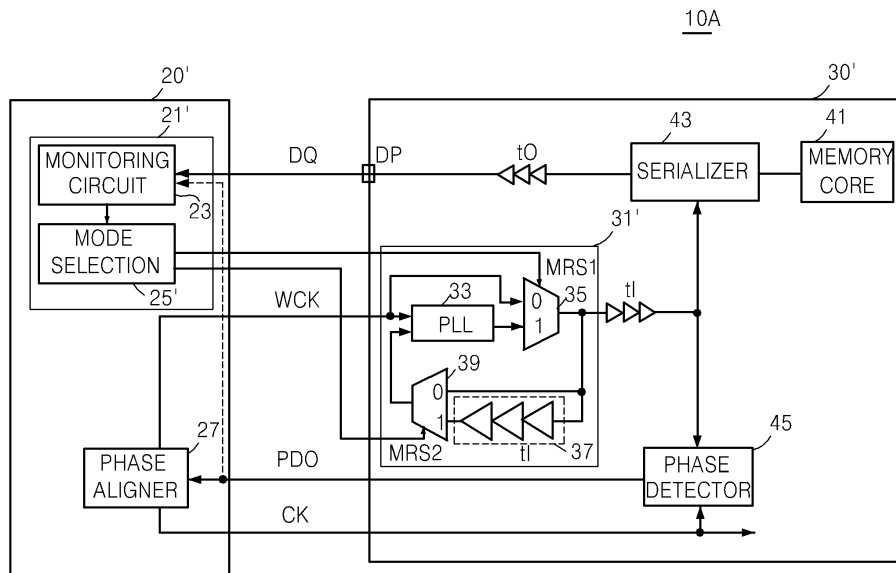 10A
20'
30'
21'
MONITORING
CIRCUIT
23
MODE
SELECTION
25'
DQ
DP
tO
43
SERIALIZER
41
MEMORY
CORE
31'
MRS1
WCK
33
PLL
0
1
35
tI
39
0
1
MRS2
tI
37
27
PHASE
ALIGNER
PDO
CK
45
PHASE
DETECTOR